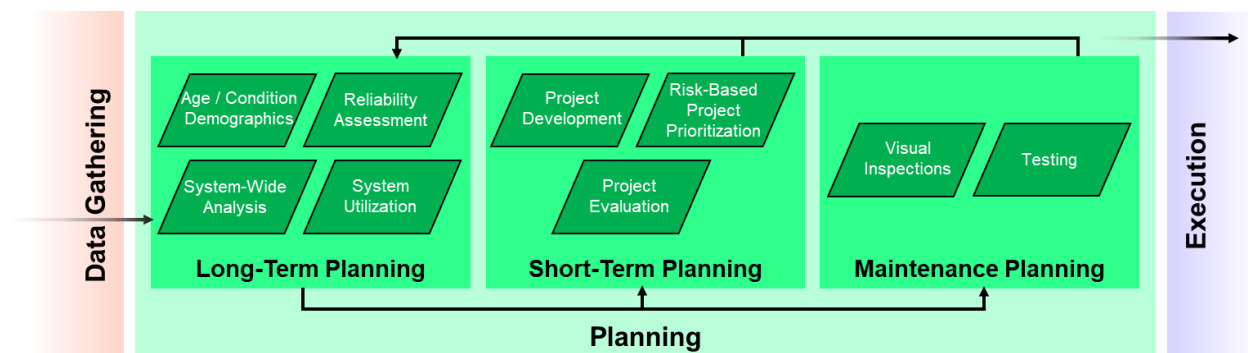 Data Gathering
Age / Condition
Demographics
Reliability
Assessment
System-Wide
Analysis
System
Utilization
Long-Term Planning
Project
Development
Risk-Based
Project
Prioritization
Project
Evaluation
Short-Term Planning
Visual
Inspections
Testing
Maintenance Planning
Planning
Execution